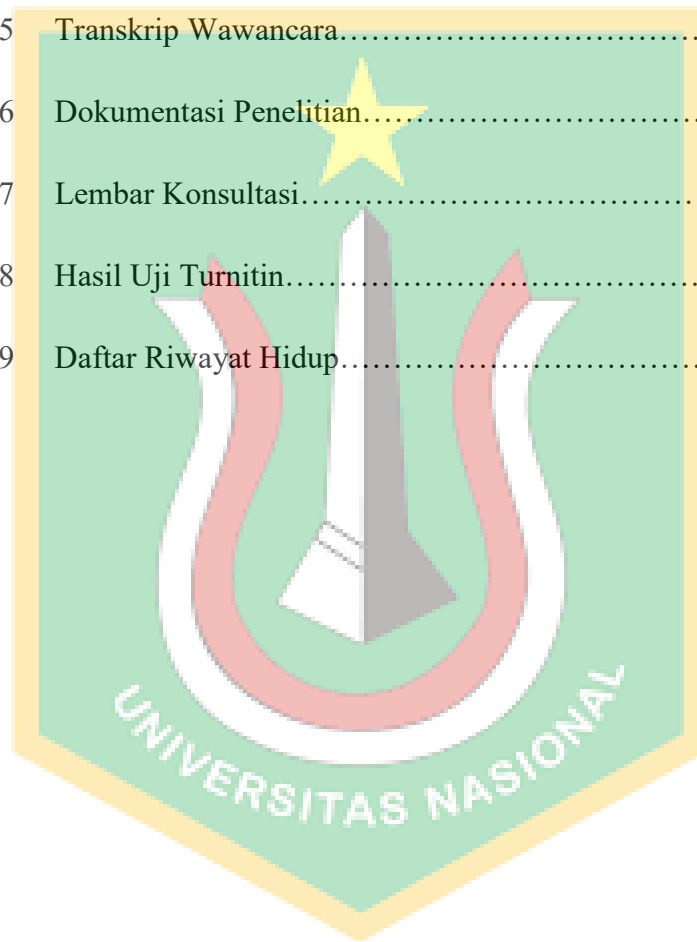 5 Transkrip Wawancara……………………………
6 Dokumentasi Penelitian……………………………
7 Lembar Konsultasi………………………………
8 Hasil Uji Turnitin…………………………………
9 Daftar Riwayat Hidup……………………………
UNIVERSITAS NASIONAL